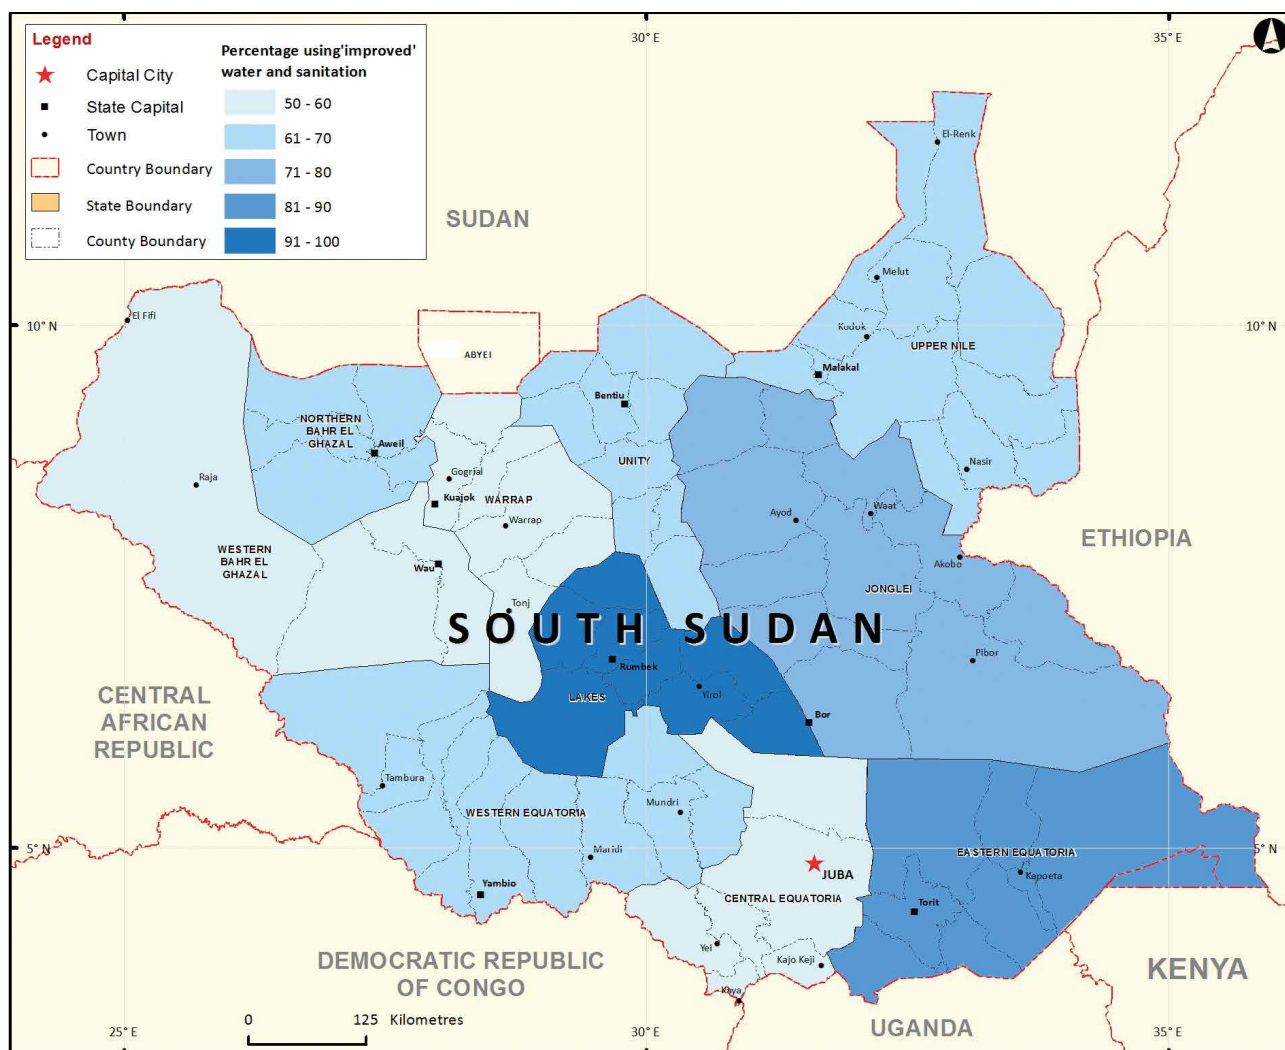 Legend
Capital City
State Capital
Town
Country Boundary
State Boundary
County Boundary
Percentage using'improved'
water and sanitation
50 - 60
61 - 70
71 - 80
81 - 90
91 - 100
30° E
35° E
SUDAN
El-Renk
Melut
El Fifi
10° N
10° N
Kodok
UPPER NILE
ABYEI
Malakal
Bentiu
NORTHERN
BAHR EL
GHAZAL
Aweil
UNITY
Nasir
Raja
Gogrial
Kuajok
WARRAP
Warrap
Ayod
Waat
ETHIOPIA
WESTERN
BAHR EL
GHAZAL
Wau
Akobo
JONGLEI
Tonj
SOUTH SUDAN
Pibor
Rumbek
Yirol
LAKES
CENTRAL
AFRICAN
REPUBLIC
Bor
Tambura
Mundri
WESTERN EQUATORIA
5° N
Maridi
EASTERN EQUATORIA
5° N
Kapoeta
JUBA
Yambio
CENTRAL EQUATORIA
Torit
Yei
Kajo Keji
DEMOCRATIC REPUBLIC
OF CONGO
KENYA
Kaya
UGANDA
0 125 Kilometres
25° E
30° E
35° E